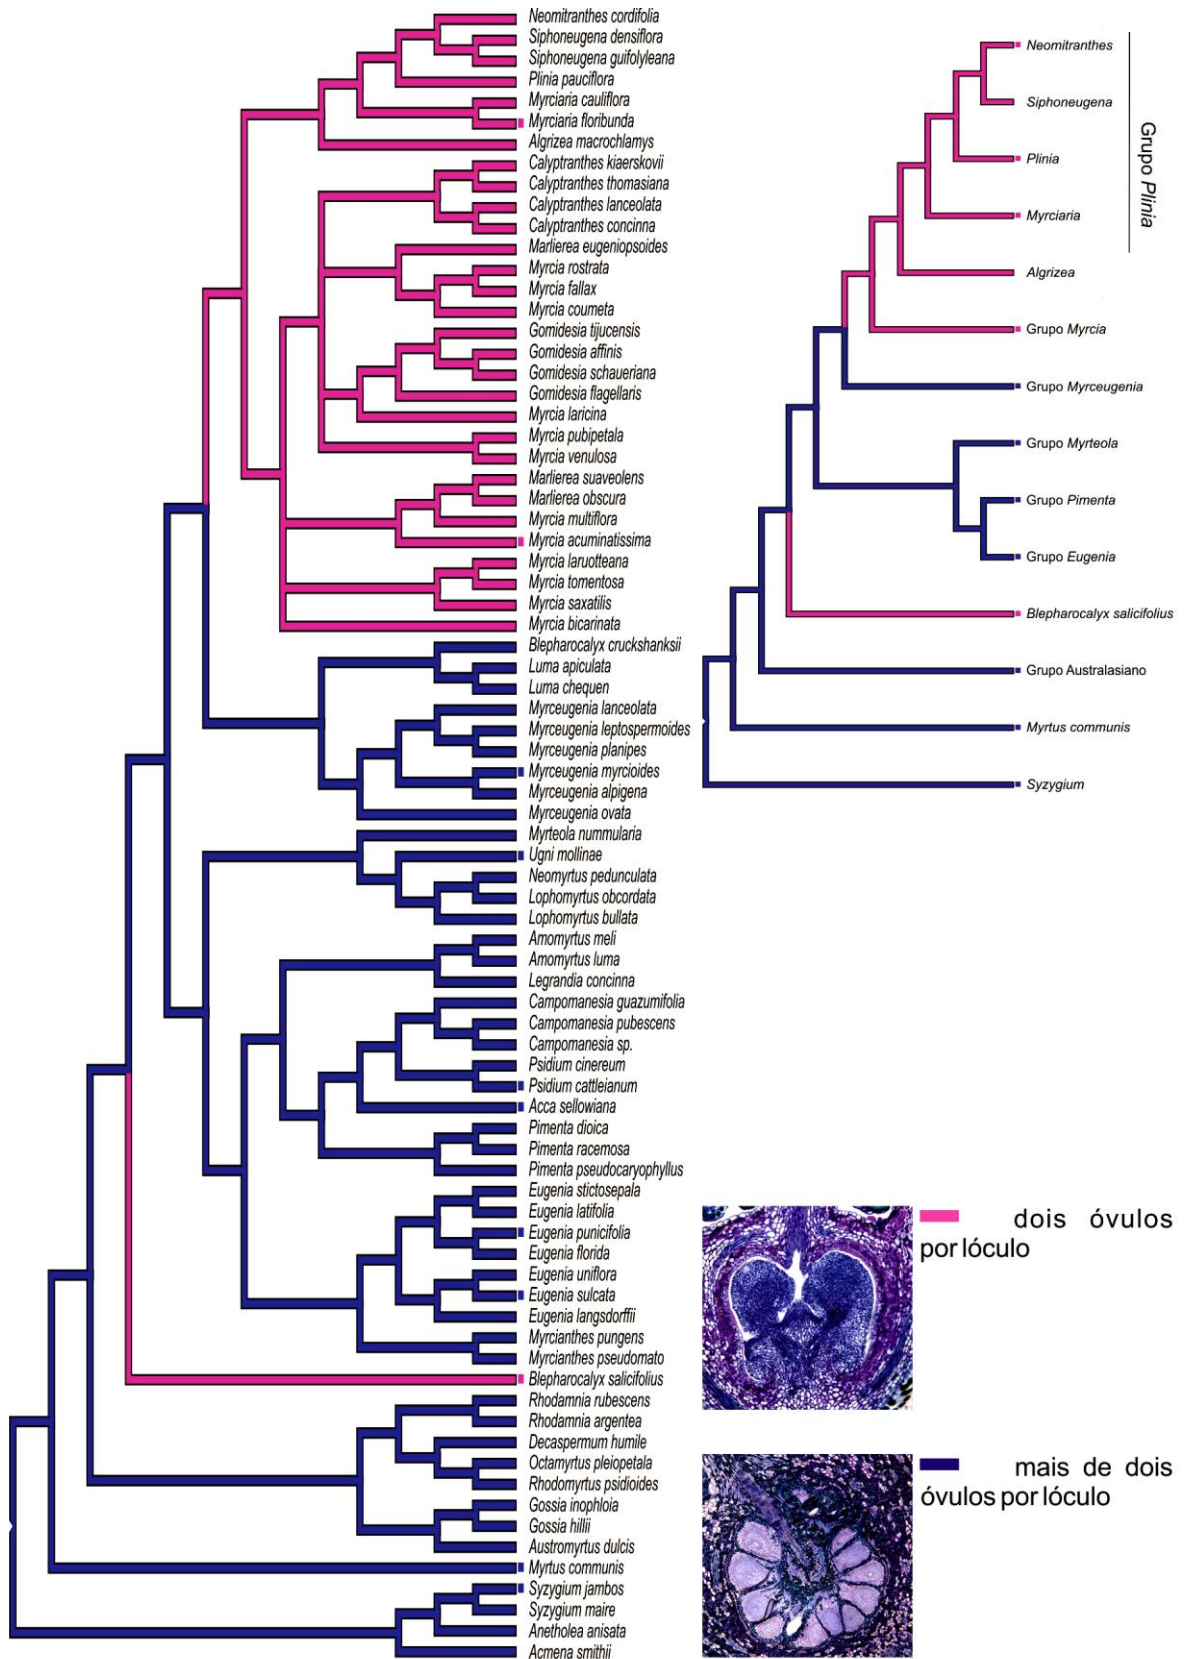 Neomitranthes cordifolia
Siphoneugena densiflora
Siphoneugena guifolyleana
Plinia pauciflora
Myrciaria cauliflora
Myrciaria floribunda
Algrizea macrochlamys
Calyptranthes kiaerskovii
Calyptranthes thomasiana
Calyptranthes lanceolata
Calyptranthes concinna
Marlierea eugeniopsoides
Myrcia rostrata
Myrcia fallax
Myrcia coumeta
Gomidesia tijucensis
Gomidesia affinis
Gomidesia schaueriana
Gomidesia flagellaris
Myrcia laricina
Myrcia pubipetala
Myrcia venulosa
Marlierea suaveolens
Marlierea obscura
Myrcia multiflora
Myrcia acuminatissima
Myrcia laruotteana
Myrcia tomentosa
Myrcia saxatilis
Myrcia bicarinata
Blepharocalyx cruckshanksii
Luma apiculata
Luma chequen
Myrceugenia lanceolata
Myrceugenia leptospermoides
Myrceugenia planipes
Myrceugenia myrcioides
Myrceugenia alpigena
Myrceugenia ovata
Myrteola nummularia
Ugni mollinae
Neomyrtus pedunculata
Lophomyrtus obcordata
Lophomyrtus bullata
Amomyrtus meli
Amomyrtus luma
Legrandia concinna
Campomanesia guazumifolia
Campomanesia pubescens
Campomanesia sp.
Psidium cinereum
Psidium cattleianum
Acca sellowiana
Pimenta dioica
Pimenta racemosa
Pimenta pseudocaryophyllus
Eugenia stictosepala
Eugenia latifolia
Eugenia punicifolia
Eugenia florida
Eugenia uniflora
Eugenia sulcata
Eugenia langsdorffii
Myrcianthes pungens
Myrcianthes pseudomato
Blepharocalyx salicifolius
Rhodamnia rubescens
Rhodamnia argentea
Decaspermum humile
Octamyrtus pleiopetala
Rhodomyrtus psidioides
Gossia inophloia
Gossia hillii
Austromyrtus dulcis
Myrtus communis
Syzygium jambos
Syzygium maire
Anetholea anisata
Acmena smithii
Neomitranthes
Siphoneugena
Plinia
Myrciaria
Grupo Plinia
Algrizea
Grupo Myrcia
Grupo Myrceugenia
Grupo Myrteola
Grupo Pimenta
Grupo Eugenia
Blepharocalyx salicifolius
Grupo Australasiano
Myrtus communis
Syzygium
dois óvulos
por lóculo
mais de dois
óvulos por lóculo